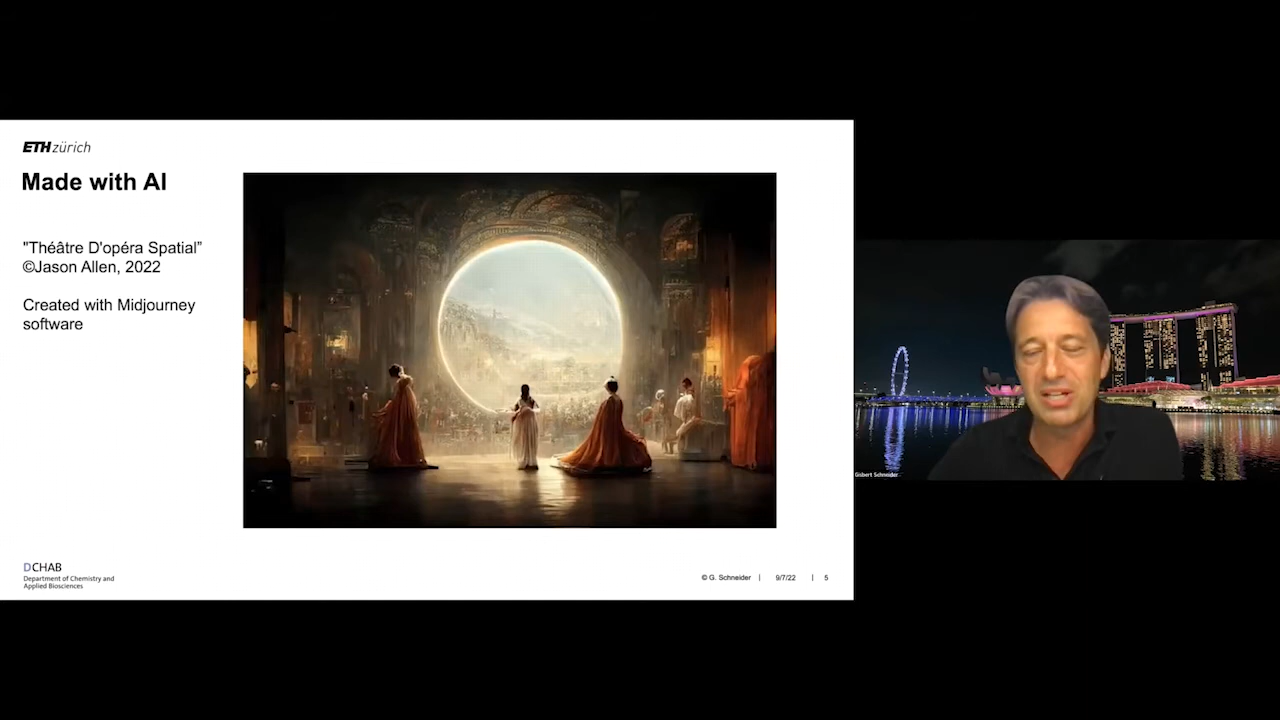 ETH zürich
Made with AI
"Théâtre D'opéra Spatial”
©Jason Allen, 2022
Created with Midjourney
software
DCHAB
Department of Chemistry and
Applied Biosciences
© G. Schneider | 9/7/22 | 5
Gisbert Schneider